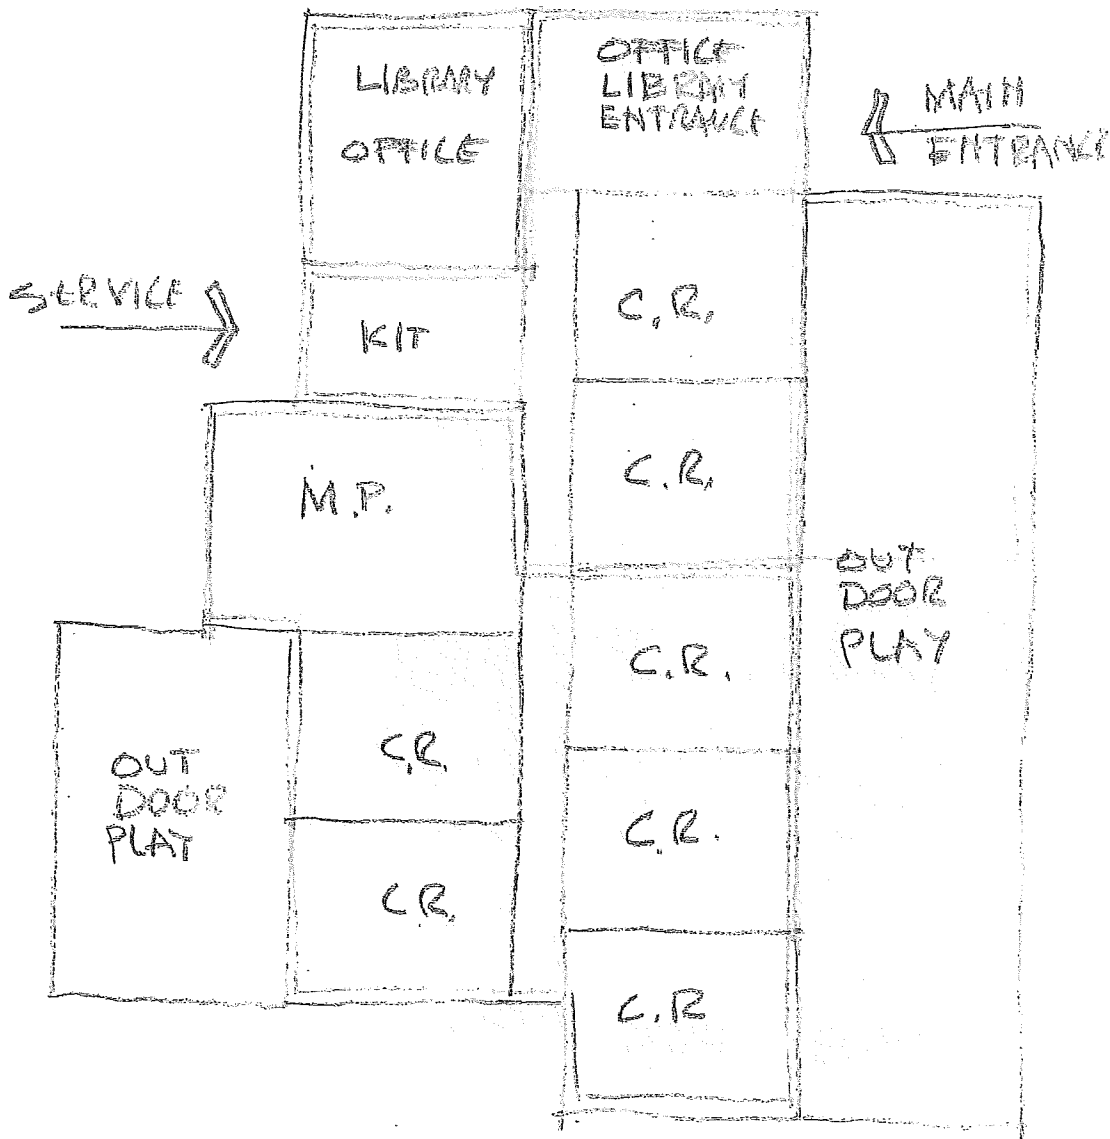 LIBRARY
OFFICE
OFFICE
LIBRARY
ENTRANCE
MAIN
ENTRANCE
SERVICE
KIT
C.R.
C.R.
M.P.
OUT
DOOR
PLAY
C.R.
C.R.
OUT
DOOR
PLAY
C.R.
C.R.
C.R